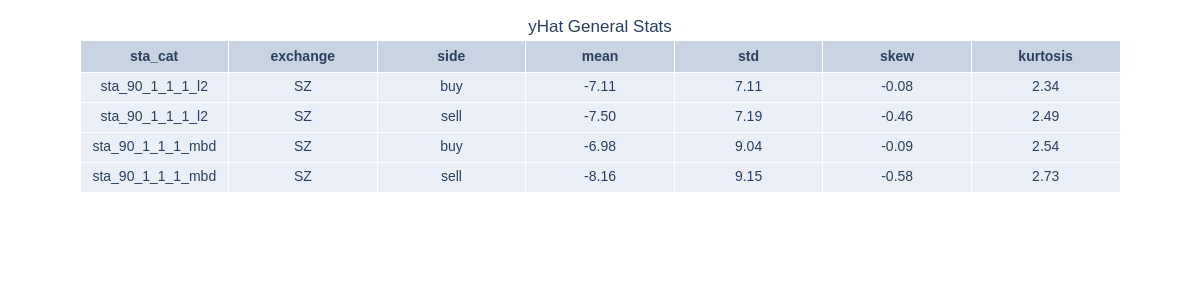 yHat General Stats
sta_cat exchange side mean std skew kurtosis
sta_90_1_1_1_l2 SZ buy -7.11 7.11 -0.08 2.34
sta_90_1_1_1_l2 SZ sell -7.50 7.19 -0.46 2.49
sta_90_1_1_1_mbd SZ buy -6.98 9.04 -0.09 2.54
sta_90_1_1_1_mbd SZ sell -8.16 9.15 -0.58 2.73